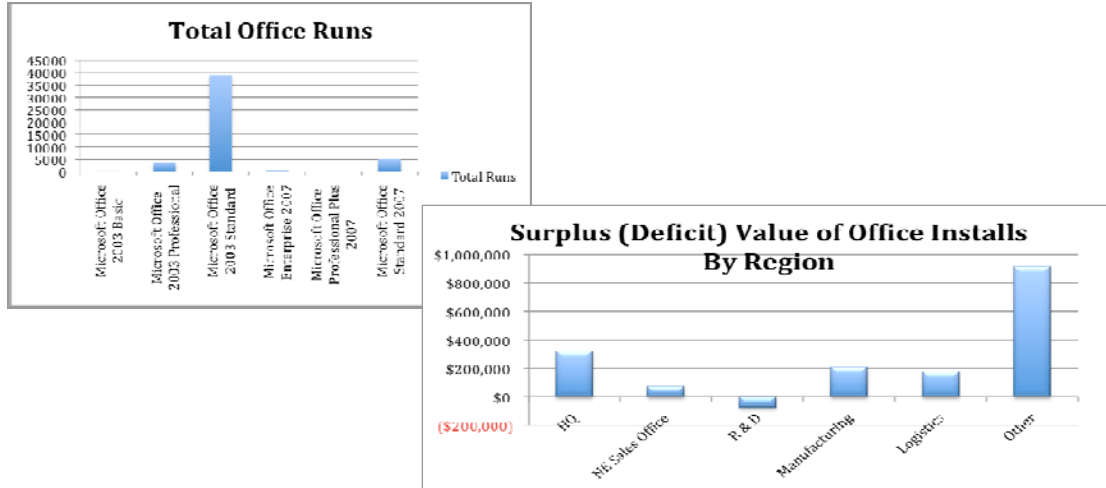 Total Office Runs
45000
40000
35000
30000
25000
20000
15000
10000
5000
0
Microsoft Office
2003 Basic
Microsoft Office
2003 Professional
Microsoft Office
2003 Standard
Microsoft Office
Enterprise 2007
Microsoft Office
Professional Plus
2007
Microsoft Office
Standard 2007
Total Runs
Surplus (Deficit) Value of Office Installs
By Region
$1,000,000
$800,000
$600,000
$400,000
$200,000
$0
($200,000)
HQ
NE Sales Office
R & D
Manufacturing
Logistics
Other